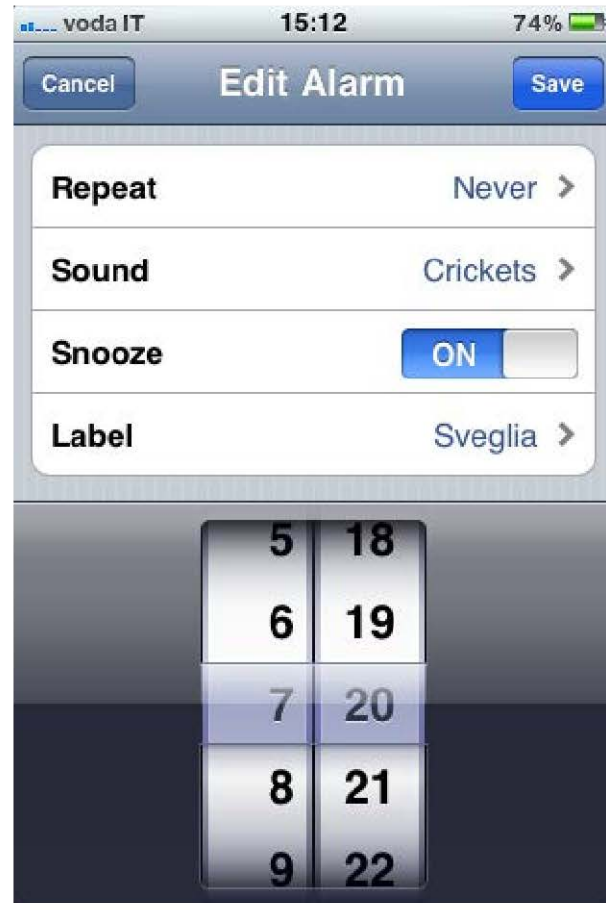 voda IT 15:12 74%
Cancel Edit Alarm Save
Repeat Never >
Sound Crickets >
Snooze ON
Label Sveglia >
5 18
6 19
7 20
8 21
9 22